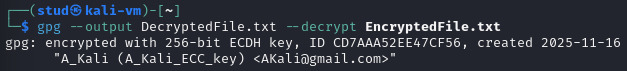 ┌──(stud㉿kali-vm)-[~]
└─$ gpg --output DecryptedFile.txt --decrypt EncryptedFile.txt
gpg: encrypted with 256-bit ECDH key, ID CD7AAA52EE47CF56, created 2025-11-16
      "A_Kali (A_Kali_ECC_key) <AKali@gmail.com>"